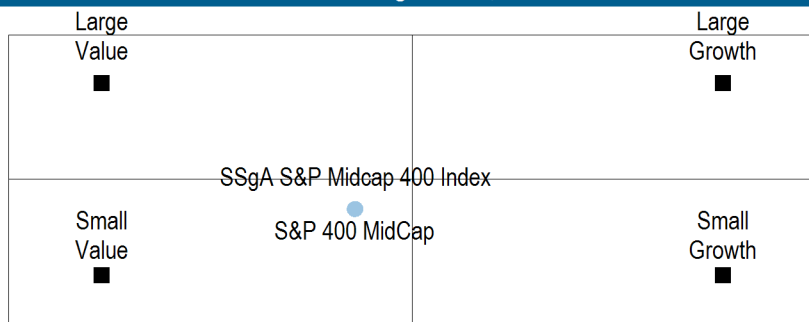 Large
Value
Large
Growth
SSgA S&P Midcap 400 Index
S&P 400 MidCap
Small
Value
Small
Growth